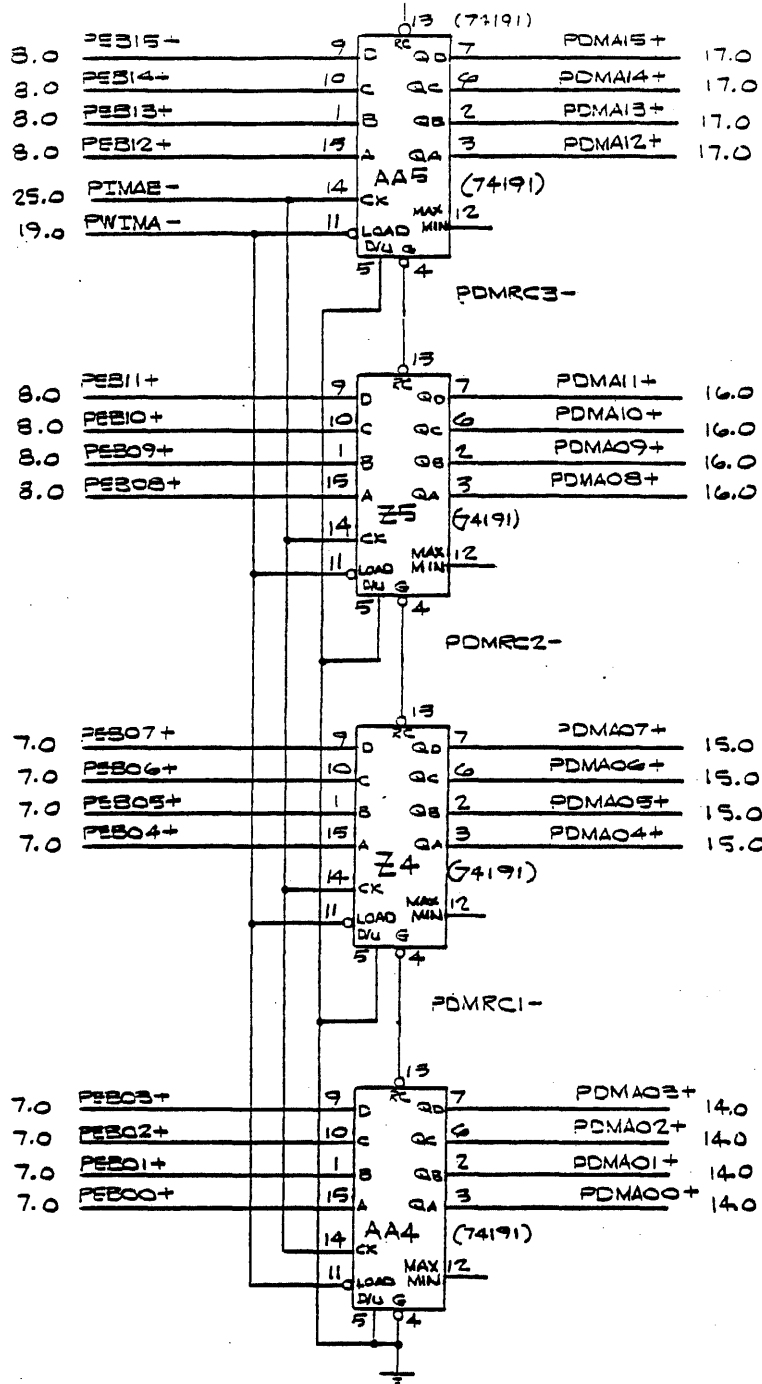 13 (74191)
8.0 PEB15+ 9 D RC QD 7 PDMA15+ 17.0
8.0 PEB14+ 10 C QC 6 PDMA14+ 17.0
8.0 PEB13+ 1 B QB 2 PDMA13+ 17.0
8.0 PEB12+ 15 A QA 3 PDMA12+ 17.0
AA5 (74191)
25.0 PIMAE- 14 CK
MAX MIN 12
19.0 PWIMA- 11 LOAD
D/U G
5 4
PDMRC3-
13
RC
8.0 PEB11+ 9 D QD 7 PDMA11+ 16.0
8.0 PEB10+ 10 C QC 6 PDMA10+ 16.0
8.0 PEB09+ 1 B QB 2 PDMA09+ 16.0
8.0 PEB08+ 15 A QA 3 PDMA08+ 16.0
Z5 (74191)
14 CK
MAX MIN 12
11 LOAD
D/U G
5 4
PDMRC2-
13
RC
7.0 PEB07+ 9 D QD 7 PDMA07+ 15.0
7.0 PEB06+ 10 C QC 6 PDMA06+ 15.0
7.0 PEB05+ 1 B QB 2 PDMA05+ 15.0
7.0 PEB04+ 15 A QA 3 PDMA04+ 15.0
Z4 (74191)
14 CK
MAX MIN 12
11 LOAD
D/U G
5 4
PDMRC1-
13
RC
7.0 PEB03+ 9 D QD 7 PDMA03+ 14.0
7.0 PEB02+ 10 C QC 6 PDMA02+ 14.0
7.0 PEB01+ 1 B QB 2 PDMA01+ 14.0
7.0 PEB00+ 15 A QA 3 PDMA00+ 14.0
AA4 (74191)
14 CK
MAX MIN 12
11 LOAD
D/U G
5 4